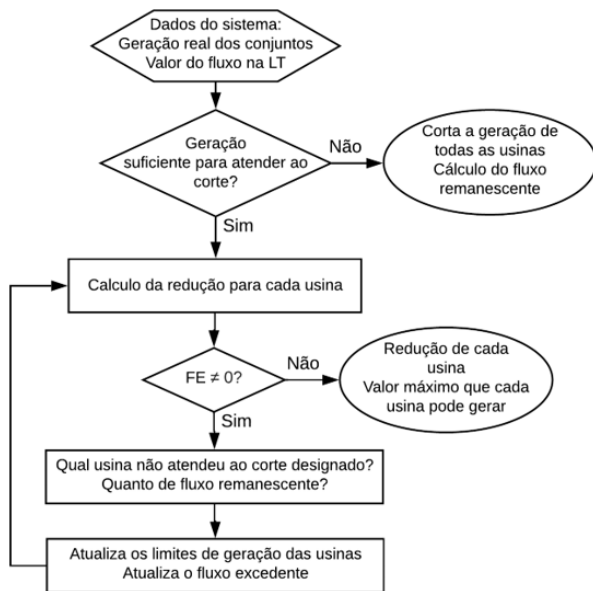 Dados do sistema:
Geração real dos conjuntos
Valor do fluxo na LT
Geração
suficiente para atender ao
corte?
Não
Corta a geração de
todas as usinas
Cálculo do fluxo
remanescente
Sim
Calculo da redução para cada usina
FE ≠ 0?
Não
Redução de cada
usina
Valor máximo que cada
usina pode gerar
Sim
Qual usina não atendeu ao corte designado?
Quanto de fluxo remanescente?
Atualiza os limites de geração das usinas
Atualiza o fluxo excedente